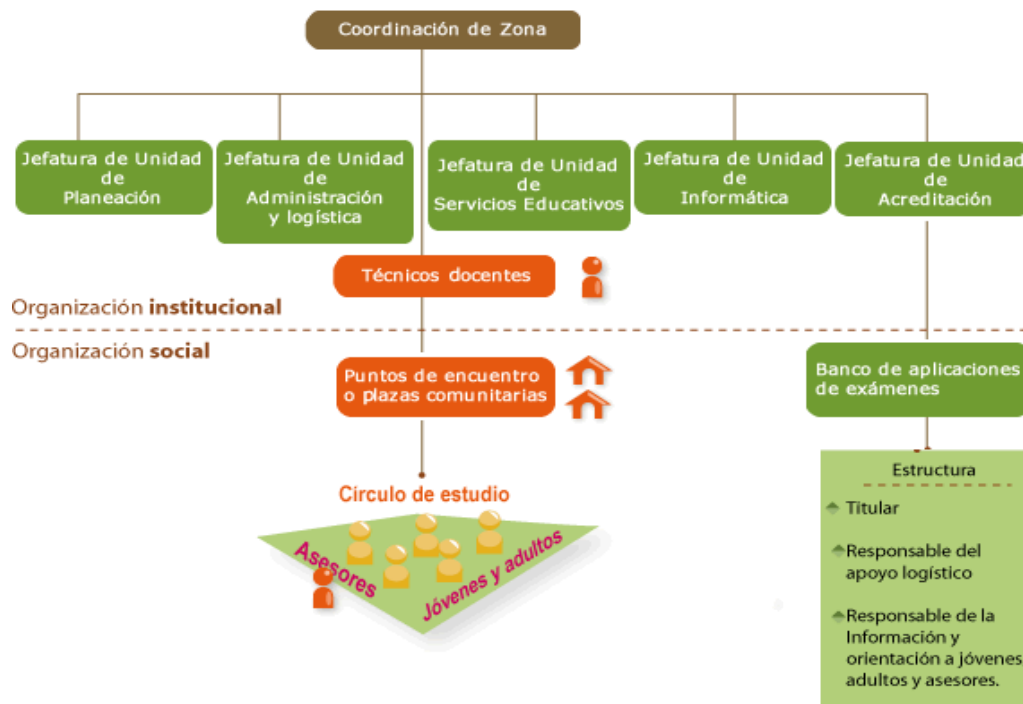 Coordinación de Zona
Jefatura de Unidad
de
Planeación
Jefatura de Unidad
de
Administración
y logística
Jefatura de Unidad
de
Servicios Educativos
Jefatura de Unidad
de
Informática
Jefatura de Unidad
de
Acreditación
Técnicos docentes
Organización institucional
Organización social
Puntos de encuentro
o plazas comunitarias
Banco de aplicaciones
de exámenes
Circulo de estudio
Asesores
Jóvenes y adultos
Estructura
Titular
Responsable del
apoyo logístico
Responsable de la
Información y
orientación a jóvenes
adultos y asesores.